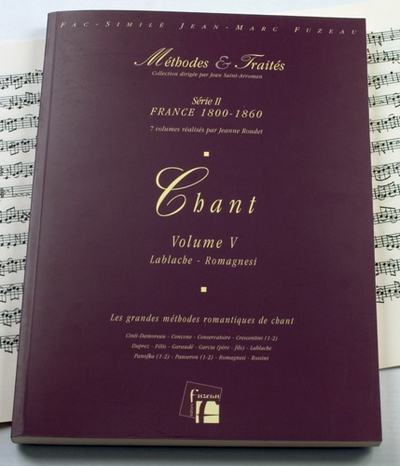 Fac-Similé Jean-Marc Fuzeau
Méthodes & Traités
Collection dirigée par Jean Saint-Arroman
Série II
FRANCE 1800-1860
7 volumes réalisés par Jeanne Roudet
Chant
Volume V
Lablache - Romagnesi
Les grandes méthodes romantiques de chant
Cinti-Damoreau - Concone - Conservatoire - Crescentini (1-2)
Duprez - Fétis - Garaudé - Garcia (père - fils) - Lablache
Panofka (1-2) - Panseron (1-2) - Romagnesi - Rossini
fuzeau